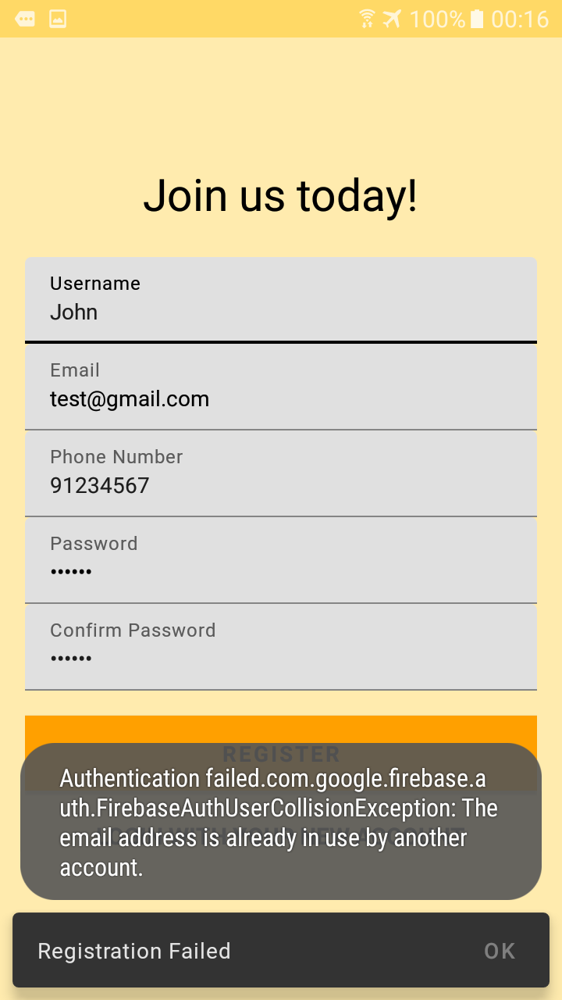 100% 00:16
Join us today!
Username
John
Email
test@gmail.com
Phone Number
91234567
Password
••••••
Confirm Password
••••••
REGISTER
Authentication failed.com.google.firebase.a
uth.FirebaseAuthUserCollisionException: The
email address is already in use by another
account.
Registration Failed OK